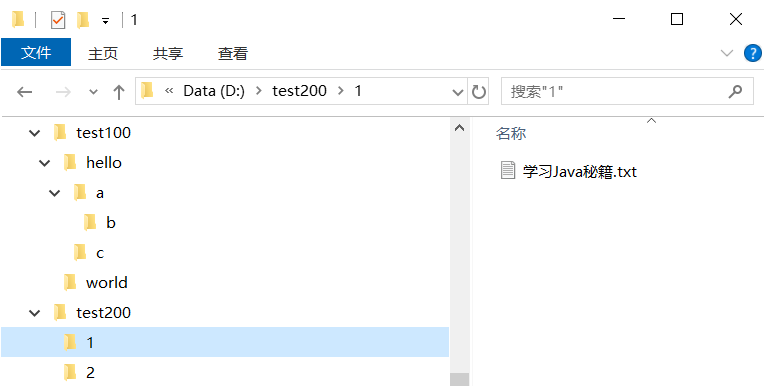 1
文件 主页 共享 查看
« Data (D:) > test200 > 1 搜索"1"
test100
hello
a
b
c
world
test200
1
2
名称
学习Java秘籍.txt